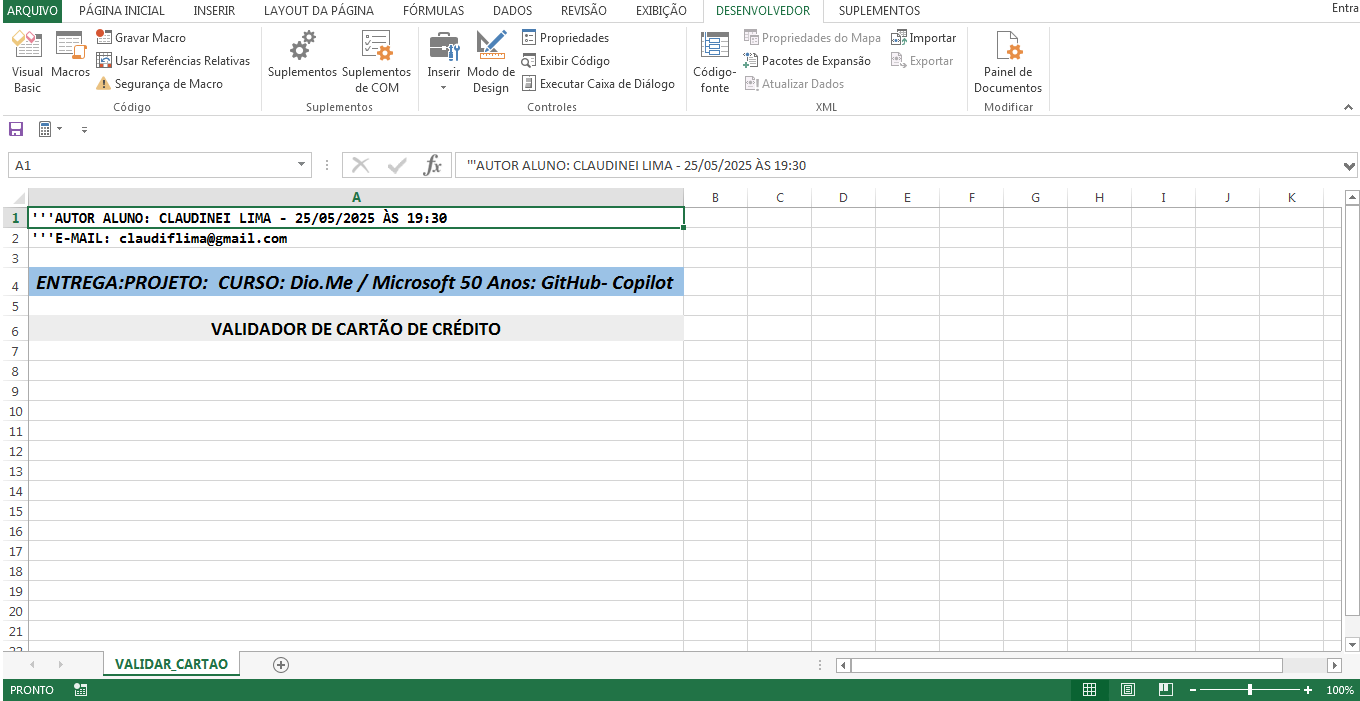 ARQUIVO PÁGINA INICIAL INSERIR LAYOUT DA PÁGINA FÓRMULAS DADOS REVISÃO EXIBIÇÃO DESENVOLVEDOR SUPLEMENTOS Entra
Visual Basic
Macros
Gravar Macro
Usar Referências Relativas
Segurança de Macro
Código
Suplementos
Suplementos de COM
Suplementos
Inserir
Modo de Design
Propriedades
Exibir Código
Executar Caixa de Diálogo
Controles
Código-fonte
Propriedades do Mapa
Pacotes de Expansão
Atualizar Dados
Importar
Exportar
XML
Painel de Documentos
Modificar
A1
fx
'''AUTOR ALUNO: CLAUDINEI LIMA - 25/05/2025 ÀS 19:30
A B C D E F G H I J K
1 '''AUTOR ALUNO: CLAUDINEI LIMA - 25/05/2025 ÀS 19:30
2 '''E-MAIL: claudiflima@gmail.com
3
4 ENTREGA:PROJETO: CURSO: Dio.Me / Microsoft 50 Anos: GitHub- Copilot
5
6 VALIDADOR DE CARTÃO DE CRÉDITO
7
8
9
10
11
12
13
14
15
16
17
18
19
20
21
22
VALIDAR_CARTAO
PRONTO
100%